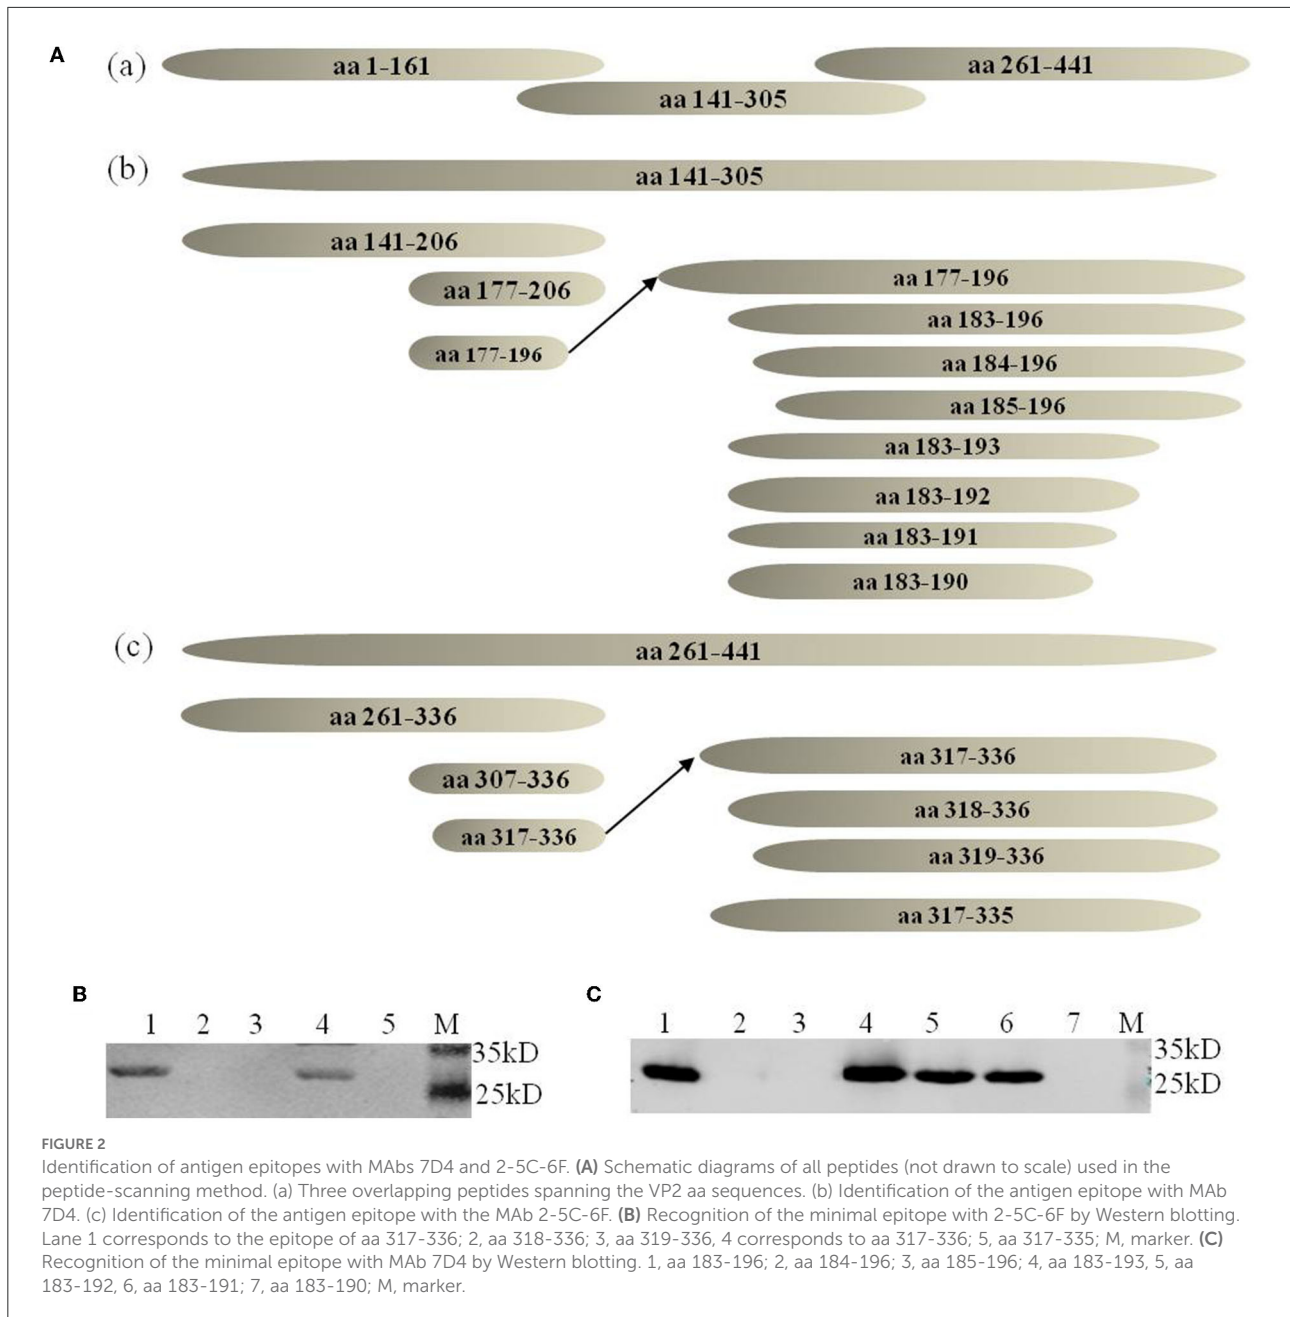 A
(a)
aa 1-161
aa 261-441
aa 141-305
(b)
aa 141-305
aa 141-206
aa 177-206
aa 177-196
aa 177-196
aa 183-196
aa 184-196
aa 185-196
aa 183-193
aa 183-192
aa 183-191
aa 183-190
(c)
aa 261-441
aa 261-336
aa 307-336
aa 317-336
aa 317-336
aa 318-336
aa 319-336
aa 317-335
B
1 2 3 4 5 M
35kD
25kD
C
1 2 3 4 5 6 7 M
35kD
25kD
FIGURE 2
Identification of antigen epitopes with MAbs 7D4 and 2-5C-6F. (A) Schematic diagrams of all peptides (not drawn to scale) used in the
peptide-scanning method. (a) Three overlapping peptides spanning the VP2 aa sequences. (b) Identification of the antigen epitope with MAb
7D4. (c) Identification of the antigen epitope with the MAb 2-5C-6F. (B) Recognition of the minimal epitope with 2-5C-6F by Western blotting.
Lane 1 corresponds to the epitope of aa 317-336; 2, aa 318-336; 3, aa 319-336, 4 corresponds to aa 317-336; 5, aa 317-335; M, marker. (C)
Recognition of the minimal epitope with MAb 7D4 by Western blotting. 1, aa 183-196; 2, aa 184-196; 3, aa 185-196; 4, aa 183-193, 5, aa
183-192, 6, aa 183-191; 7, aa 183-190; M, marker.